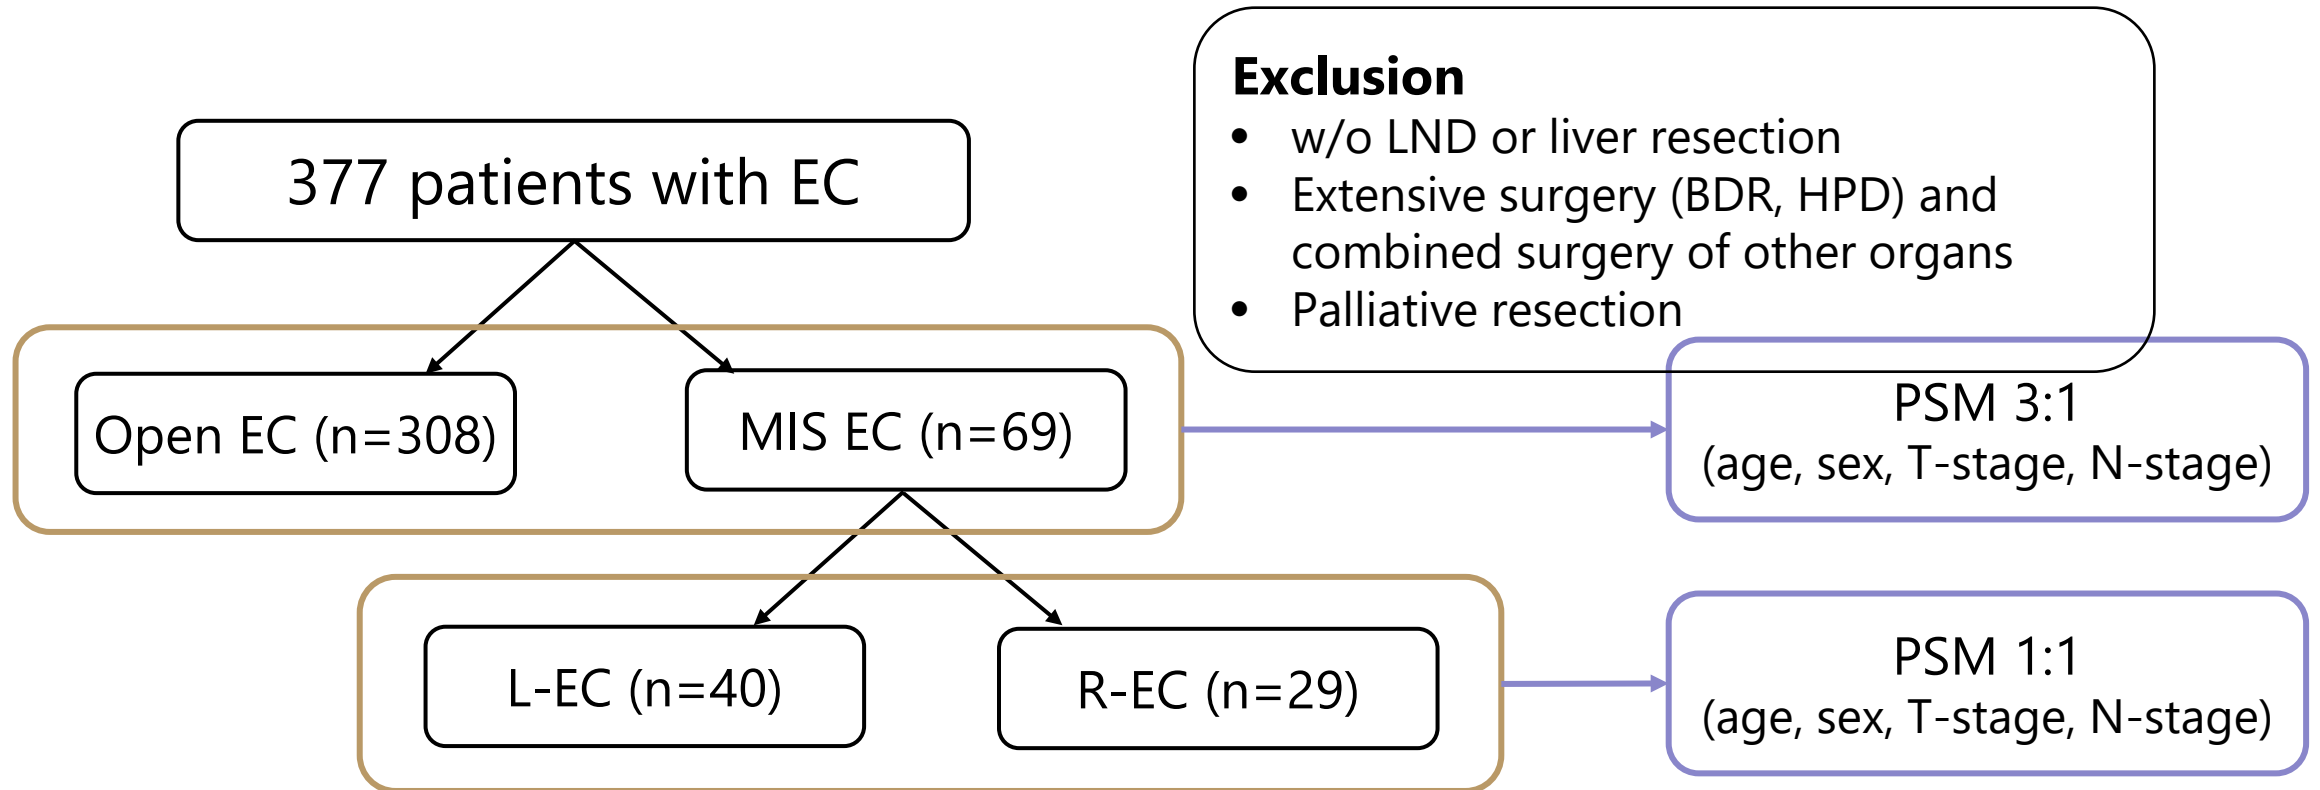 Exclusion
• w/o LND or liver resection
• Extensive surgery (BDR, HPD) and
combined surgery of other organs
• Palliative resection
377 patients with EC
Open EC (n=308)
MIS EC (n=69)
PSM 3:1
(age, sex, T-stage, N-stage)
L-EC (n=40)
R-EC (n=29)
PSM 1:1
(age, sex, T-stage, N-stage)